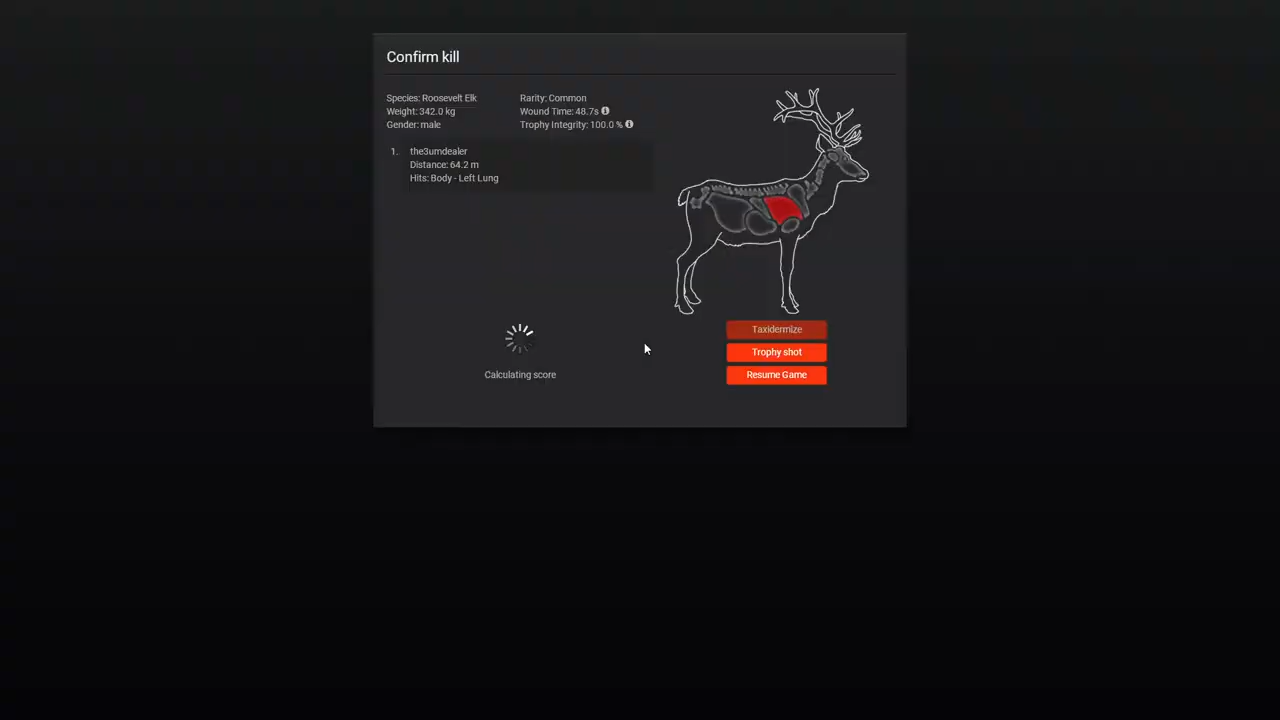 Confirm kill
Species: Roosevelt Elk
Weight: 342.0 kg
Gender: male
Rarity: Common
Wound Time: 48.7s
Trophy Integrity: 100.0 %
1. the3umdealer
Distance: 64.2 m
Hits: Body - Left Lung
Calculating score
Taxidermize
Trophy shot
Resume Game